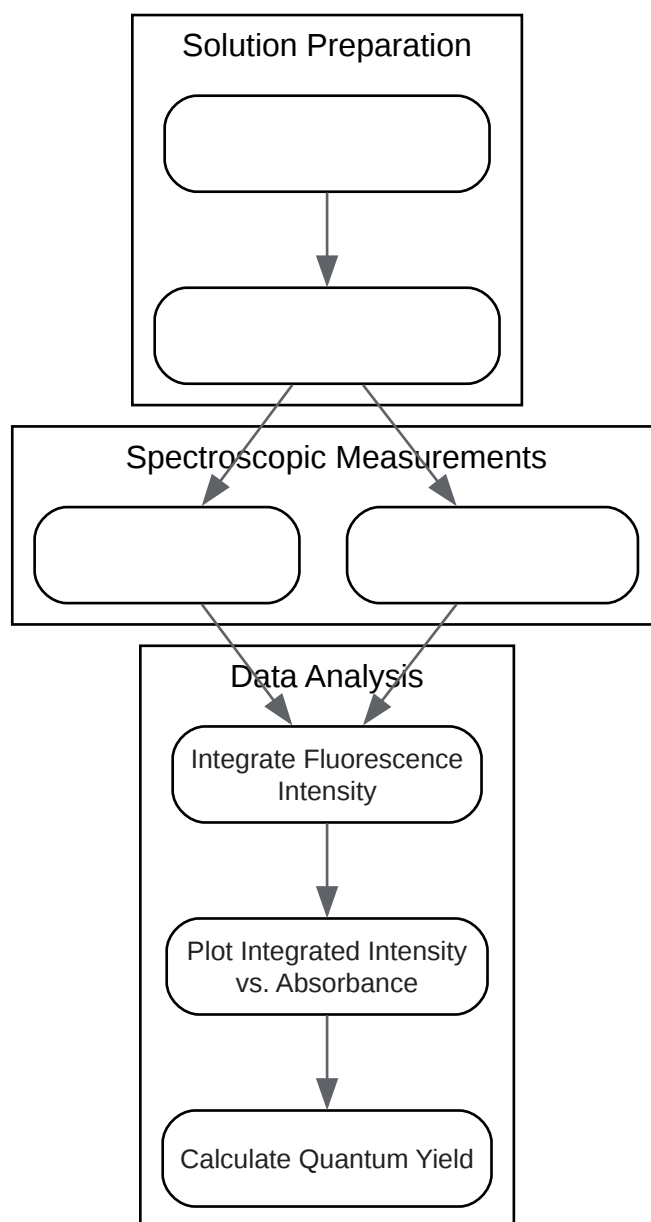 Solution Preparation
Spectroscopic Measurements
Data Analysis
Integrate Fluorescence
Intensity
Plot Integrated Intensity
vs. Absorbance
Calculate Quantum Yield